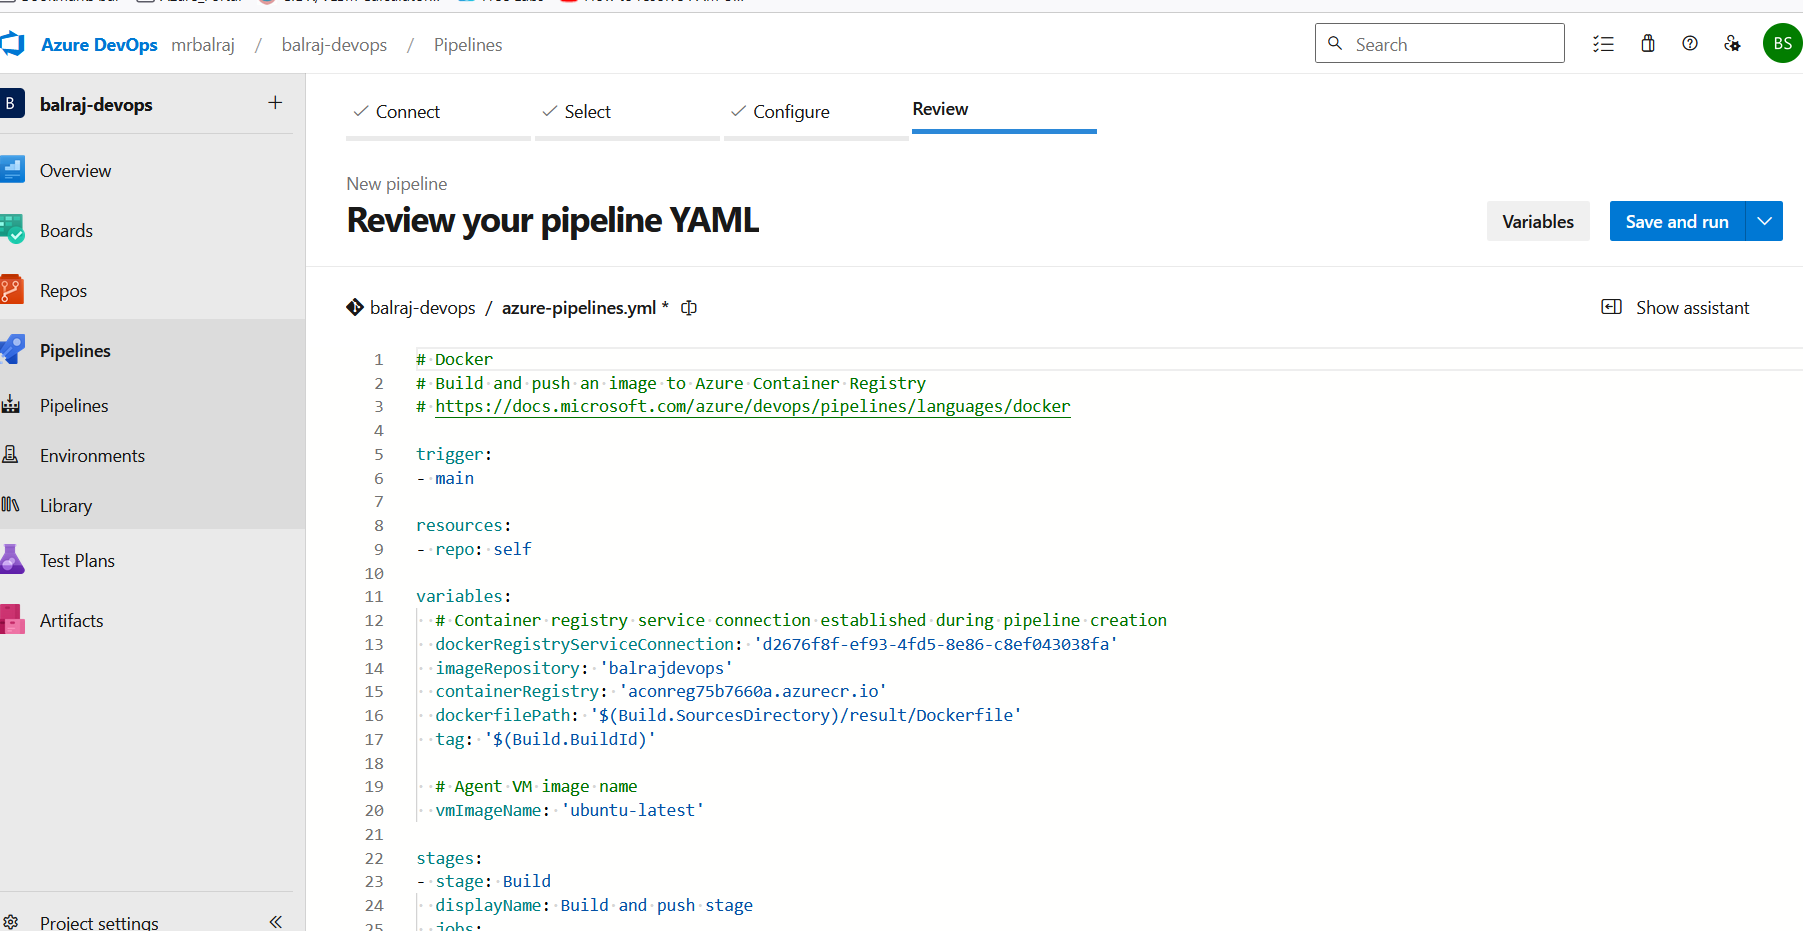 Azure DevOps mrbalraj / balraj-devops / Pipelines
Search
BS
B balraj-devops +
Overview
Boards
Repos
Pipelines
Pipelines
Environments
Library
Test Plans
Artifacts
Project settings
Connect
Select
Configure
Review
New pipeline
Review your pipeline YAML
Variables
Save and run
balraj-devops / azure-pipelines.yml *
Show assistant
1 # Docker
2 # Build and push an image to Azure Container Registry
3 # https://docs.microsoft.com/azure/devops/pipelines/languages/docker
4
5 trigger:
6 - main
7
8 resources:
9 - repo: self
10
11 variables:
12 # Container registry service connection established during pipeline creation
13 dockerRegistryServiceConnection: 'd2676f8f-ef93-4fd5-8e86-c8ef043038fa'
14 imageRepository: 'balrajdevops'
15 containerRegistry: 'aconreg75b7660a.azurecr.io'
16 dockerfilePath: '$(Build.SourcesDirectory)/result/Dockerfile'
17 tag: '$(Build.BuildId)'
18
19 # Agent VM image name
20 vmImageName: 'ubuntu-latest'
21
22 stages:
23 - stage: Build
24 displayName: Build and push stage
25 jobs: